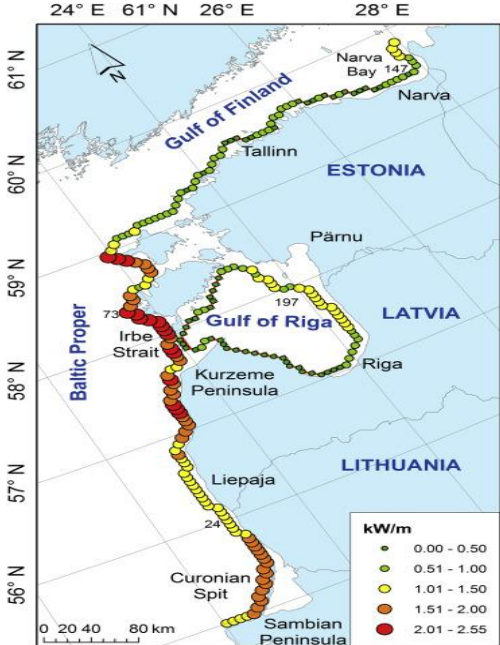 24° E
61° N
26° E
28° E
61° N
60° N
59° N
58° N
57° N
56° N
N
Narva
Bay
147
Narva
Gulf of Finland
Tallinn
ESTONIA
Pärnu
197
Gulf of Riga
LATVIA
73
Irbe
Strait
Baltic Proper
Riga
Kurzeme
Peninsula
LITHUANIA
Liepaja
24
Curonian
Spit
Sambian
Peninsula
0 20 40 80 km
kW/m
0.00 - 0.50
0.51 - 1.00
1.01 - 1.50
1.51 - 2.00
2.01 - 2.55